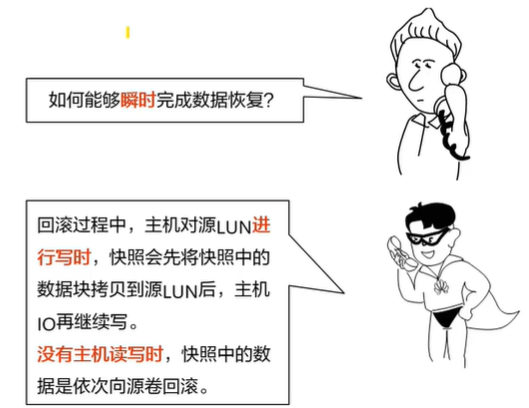 如何能够瞬时完成数据恢复?
回滚过程中，主机对源LUN进
行写时，快照会先将快照中的
数据块拷贝到源LUN后，主机
IO再继续写。
没有主机读写时，快照中的数
据是依次向源卷回滚。